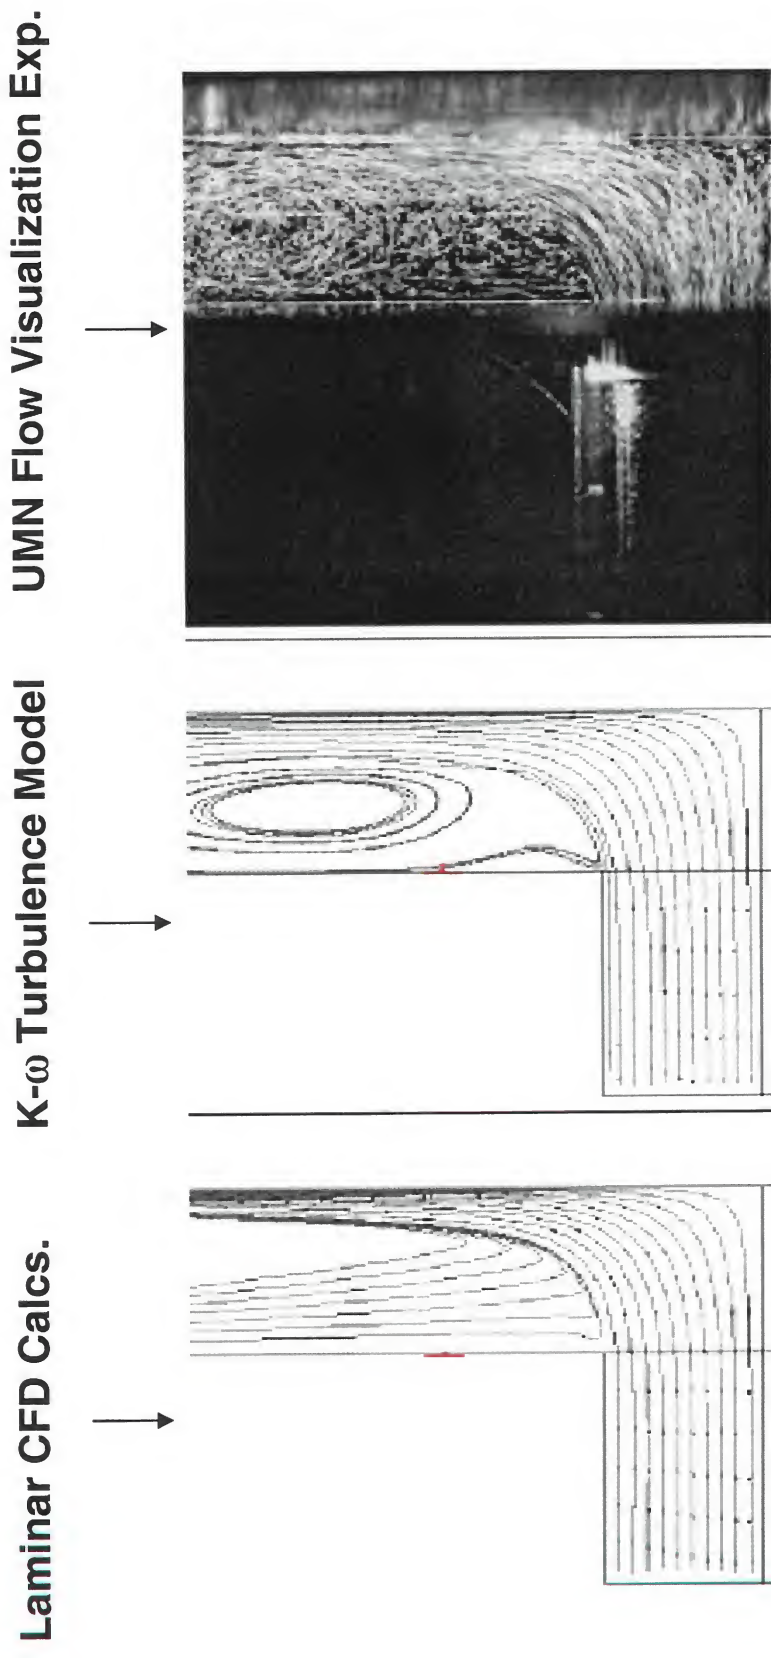 Laminar CFD Calcs.
K-ω Turbulence Model
UMN Flow Visualization Exp.